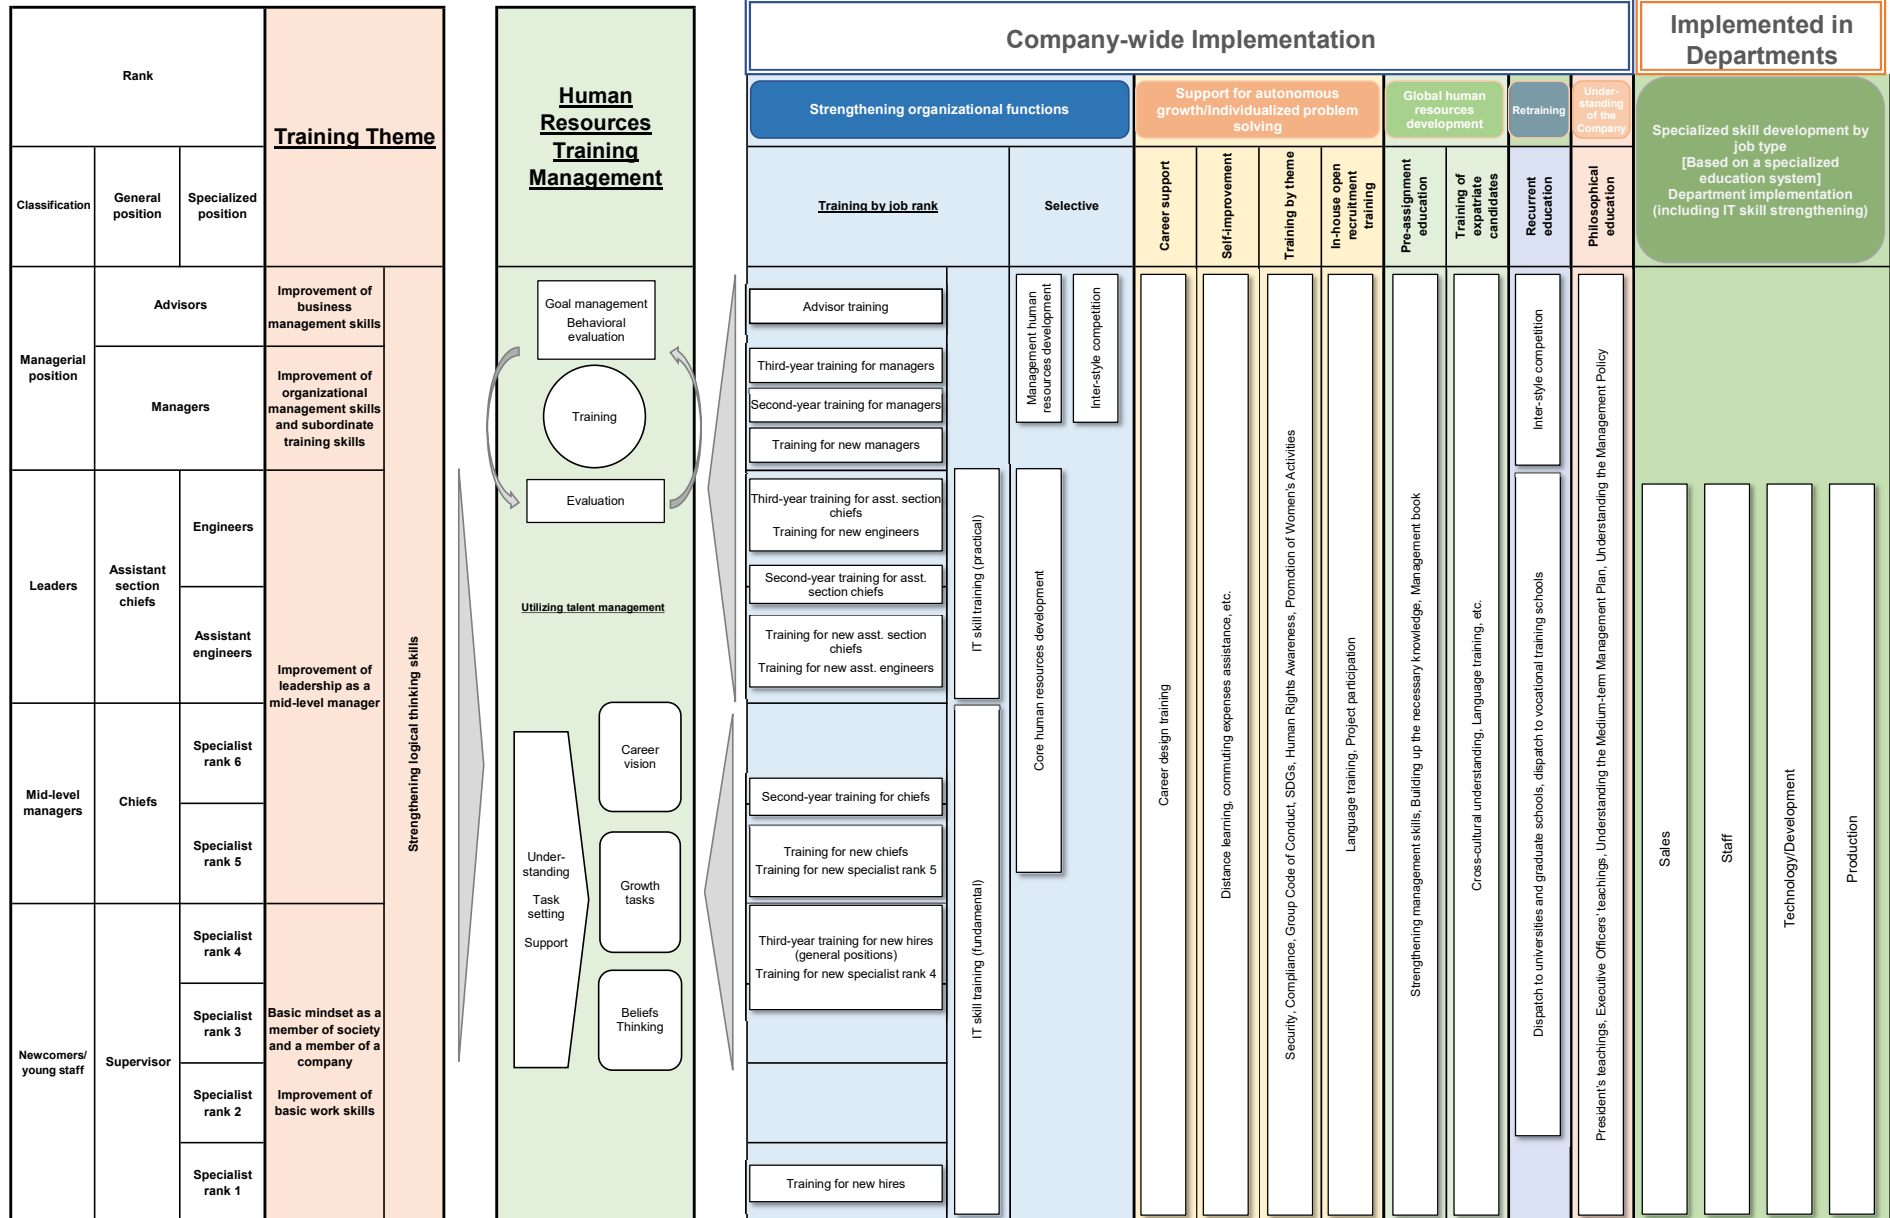 Rank
Classification
General
position
Specialized
position
Training Theme
Human
Resources
Training
Management
Company-wide Implementation
Implemented in
Departments
Strengthening organizational functions
Support for autonomous
growth/Individualized problem
solving
Global human
resources
development
Retraining
Under-
standing
of the
Company
Specialized skill development by
job type
[Based on a specialized
education system]
Department implementation
(including IT skill strengthening)
Training by job rank
Selective
Career support
Self-improvement
Training by theme
In-house open
recruitment
training
Pre-assignment
education
Training of
expatriate
candidates
Recurrent
education
Philosophical
education
Managerial
position
Advisors
Managers
Leaders
Assistant
section
chiefs
Engineers
Assistant
engineers
Mid-level
managers
Chiefs
Specialist
rank 6
Specialist
rank 5
Newcomers/
young staff
Supervisor
Specialist
rank 4
Specialist
rank 3
Specialist
rank 2
Specialist
rank 1
Improvement of
business
management skills
Improvement of
organizational
management skills
and subordinate
training skills
Improvement of
leadership as a
mid-level manager
Basic mindset as a
member of society
and a member of a
company
Improvement of
basic work skills
Strengthening logical thinking skills
Goal management
Behavioral
evaluation
Training
Evaluation
Utilizing talent management
Under-
standing
Task
setting
Support
Career
vision
Growth
tasks
Beliefs
Thinking
Advisor training
Third-year training for managers
Second-year training for managers
Training for new managers
Third-year training for asst. section
chiefs
Training for new engineers
Second-year training for asst.
section chiefs
Training for new asst. section
chiefs
Training for new asst. engineers
Second-year training for chiefs
Training for new chiefs
Training for new specialist rank 5
Third-year training for new hires
(general positions)
Training for new specialist rank 4
Training for new hires
IT skill training (practical)
IT skill training (fundamental)
Management human
resources development
Inter-style competition
Core human resources development
Career design training
Distance learning, commuting expenses assistance, etc.
Security, Compliance, Group Code of Conduct, SDGs, Human Rights Awareness, Promotion of Women's Activities
Language training, Project participation
Strengthening management skills, Building up the necessary knowledge, Management book
Cross-cultural understanding, Language training, etc.
Inter-style competition
Dispatch to universities and graduate schools, dispatch to vocational training schools
President's teachings, Executive Officers' teachings, Understanding the Medium-term Management Plan, Understanding the Management Policy
Sales
Staff
Technology/Development
Production